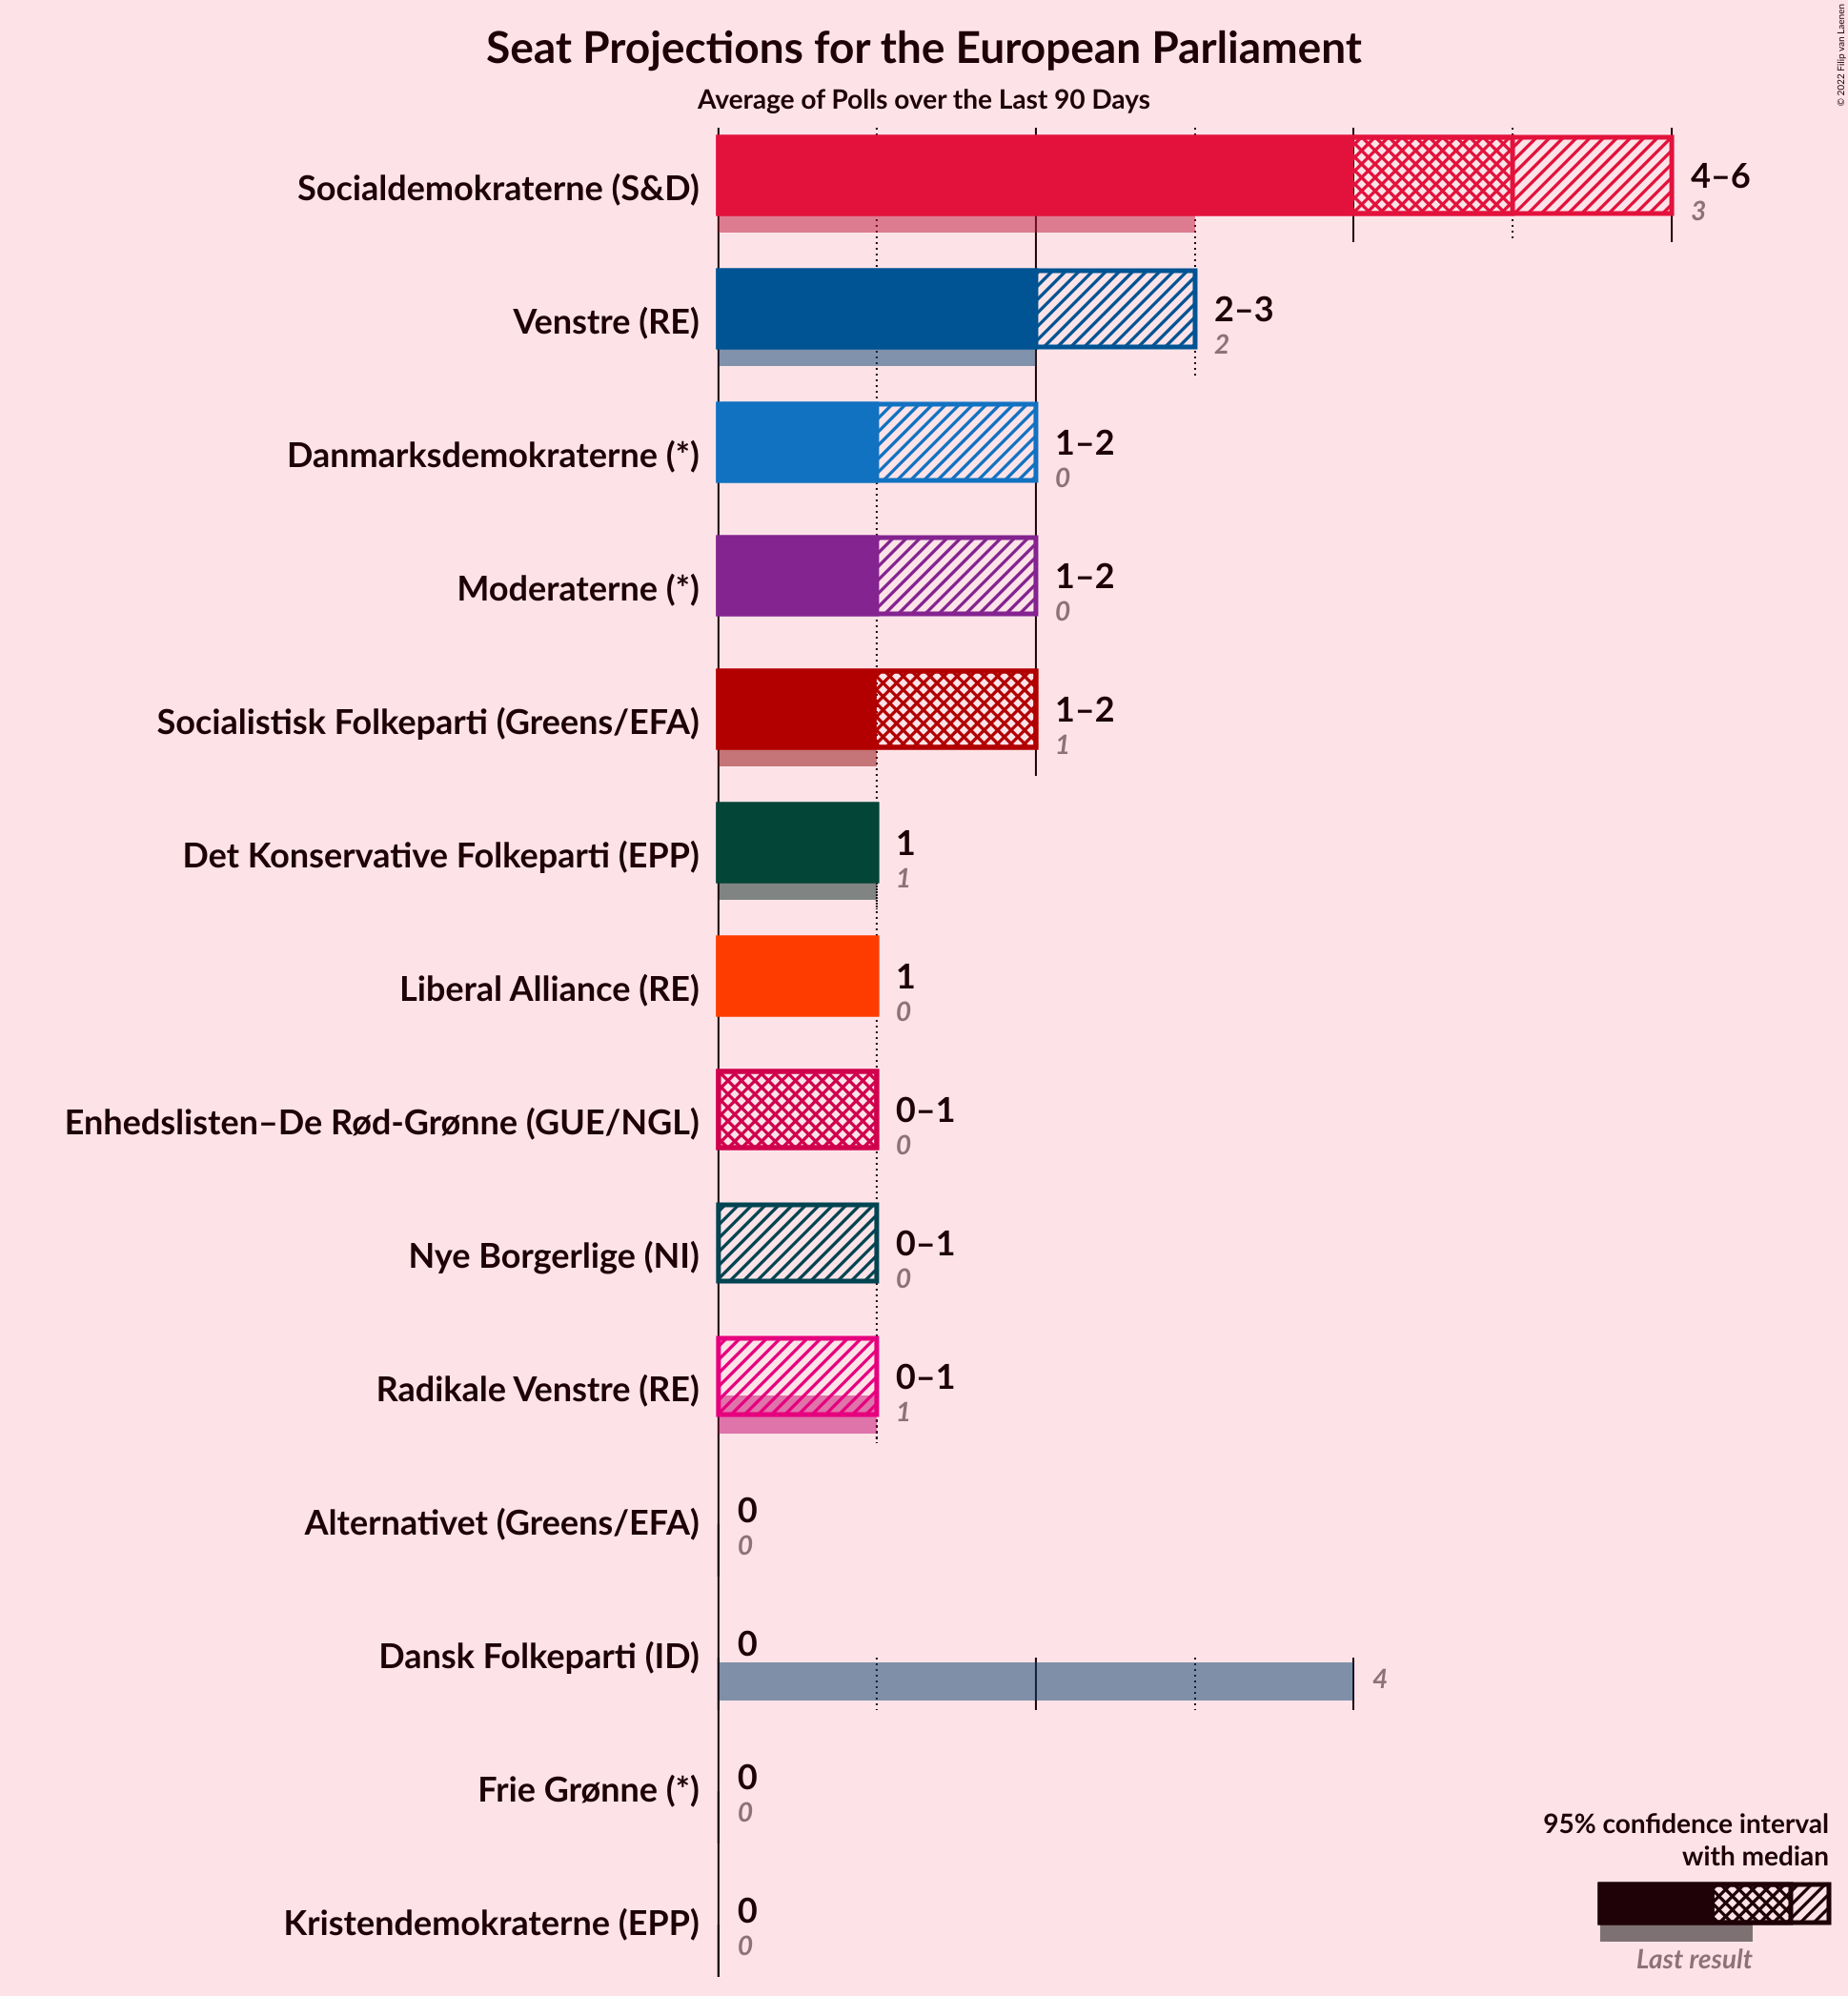 Seat Projections for the European Parliament
Average of Polls over the Last 90 Days
© 2022 Filip van Laenen
Socialdemokraterne (S&D)
4–6
3
Venstre (RE)
2–3
2
Danmarksdemokraterne (*)
1–2
0
Moderaterne (*)
1–2
0
Socialistisk Folkeparti (Greens/EFA)
1–2
1
Det Konservative Folkeparti (EPP)
1
1
Liberal Alliance (RE)
1
0
Enhedslisten–De Rød-Grønne (GUE/NGL)
0–1
0
Nye Borgerlige (NI)
0–1
0
Radikale Venstre (RE)
0–1
1
Alternativet (Greens/EFA)
0
0
Dansk Folkeparti (ID)
0
4
Frie Grønne (*)
0
0
Kristendemokraterne (EPP)
0
0
95% confidence interval
with median
Last result